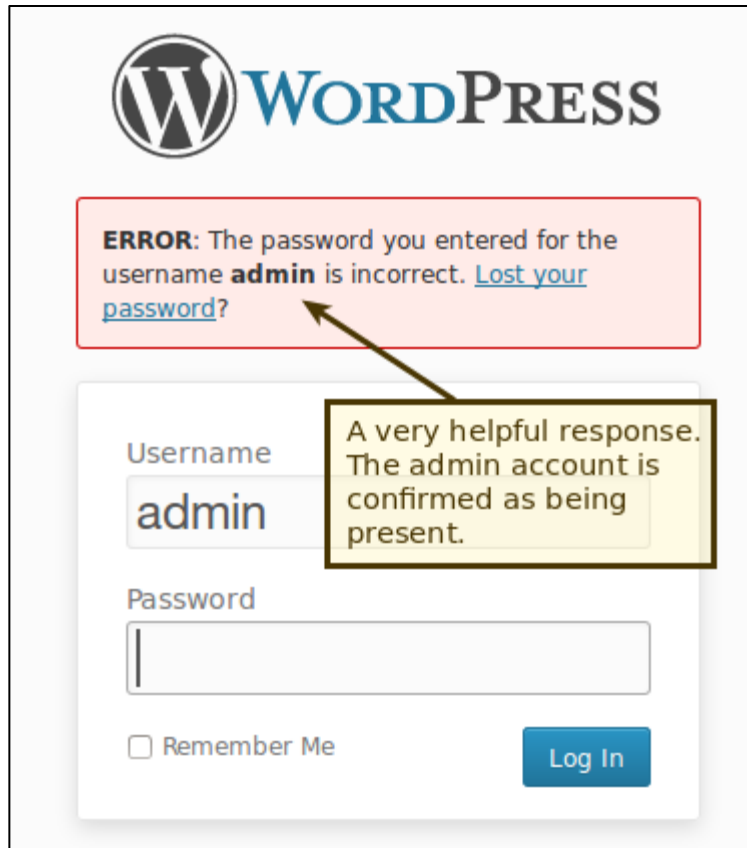 WORDPRESS
ERROR: The password you entered for the
username admin is incorrect. Lost your
password?
A very helpful response.
The admin account is
confirmed as being
present.
Username
admin
Password
Remember Me
Log In